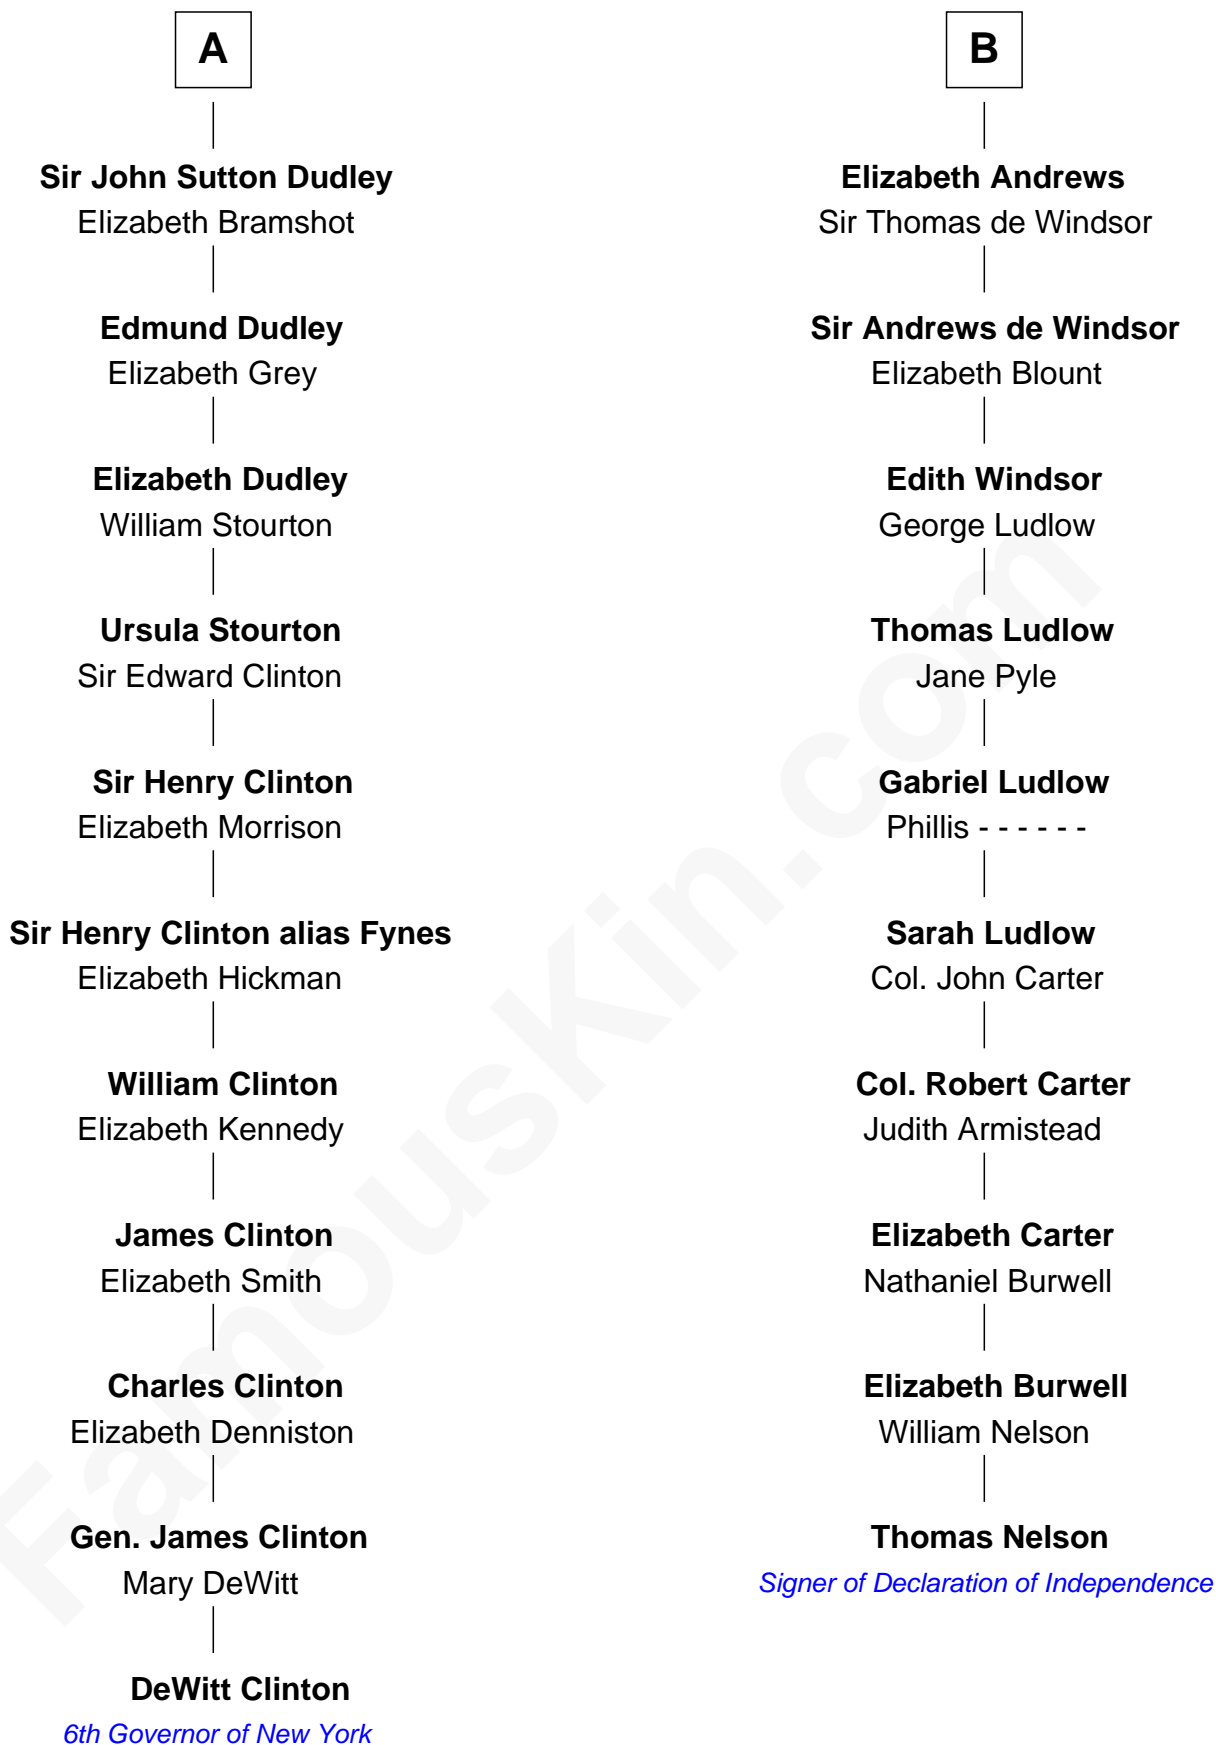 A
Sir John Sutton Dudley
Elizabeth Bramshot
Edmund Dudley
Elizabeth Grey
Elizabeth Dudley
William Stourton
Ursula Stourton
Sir Edward Clinton
Sir Henry Clinton
Elizabeth Morrison
Sir Henry Clinton alias Fynes
Elizabeth Hickman
William Clinton
Elizabeth Kennedy
James Clinton
Elizabeth Smith
Charles Clinton
Elizabeth Denniston
Gen. James Clinton
Mary DeWitt
DeWitt Clinton
6th Governor of New York
B
Elizabeth Andrews
Sir Thomas de Windsor
Sir Andrews de Windsor
Elizabeth Blount
Edith Windsor
George Ludlow
Thomas Ludlow
Jane Pyle
Gabriel Ludlow
Phillis - - - - - -
Sarah Ludlow
Col. John Carter
Col. Robert Carter
Judith Armistead
Elizabeth Carter
Nathaniel Burwell
Elizabeth Burwell
William Nelson
Thomas Nelson
Signer of Declaration of Independence
FamousKin.com